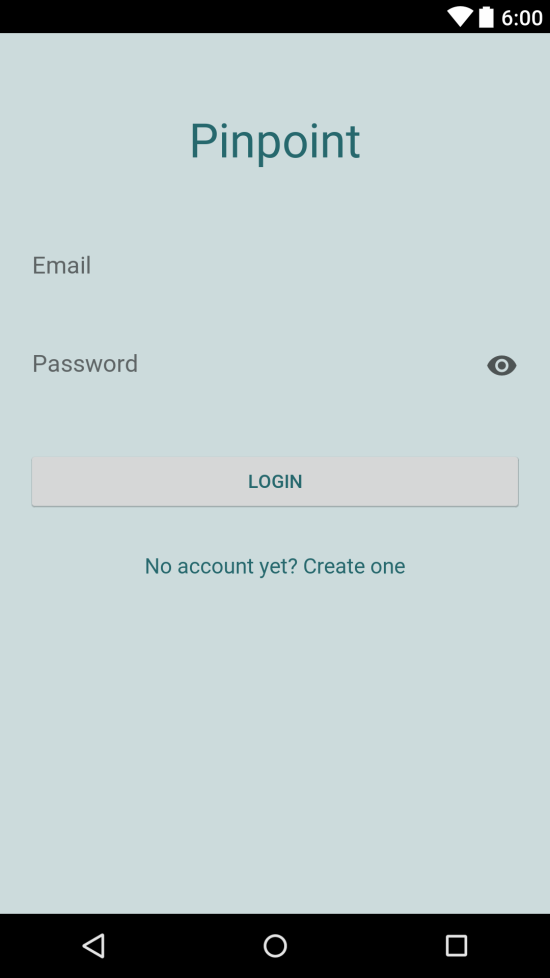 6:00
Pinpoint
Email
Password
LOGIN
No account yet? Create one